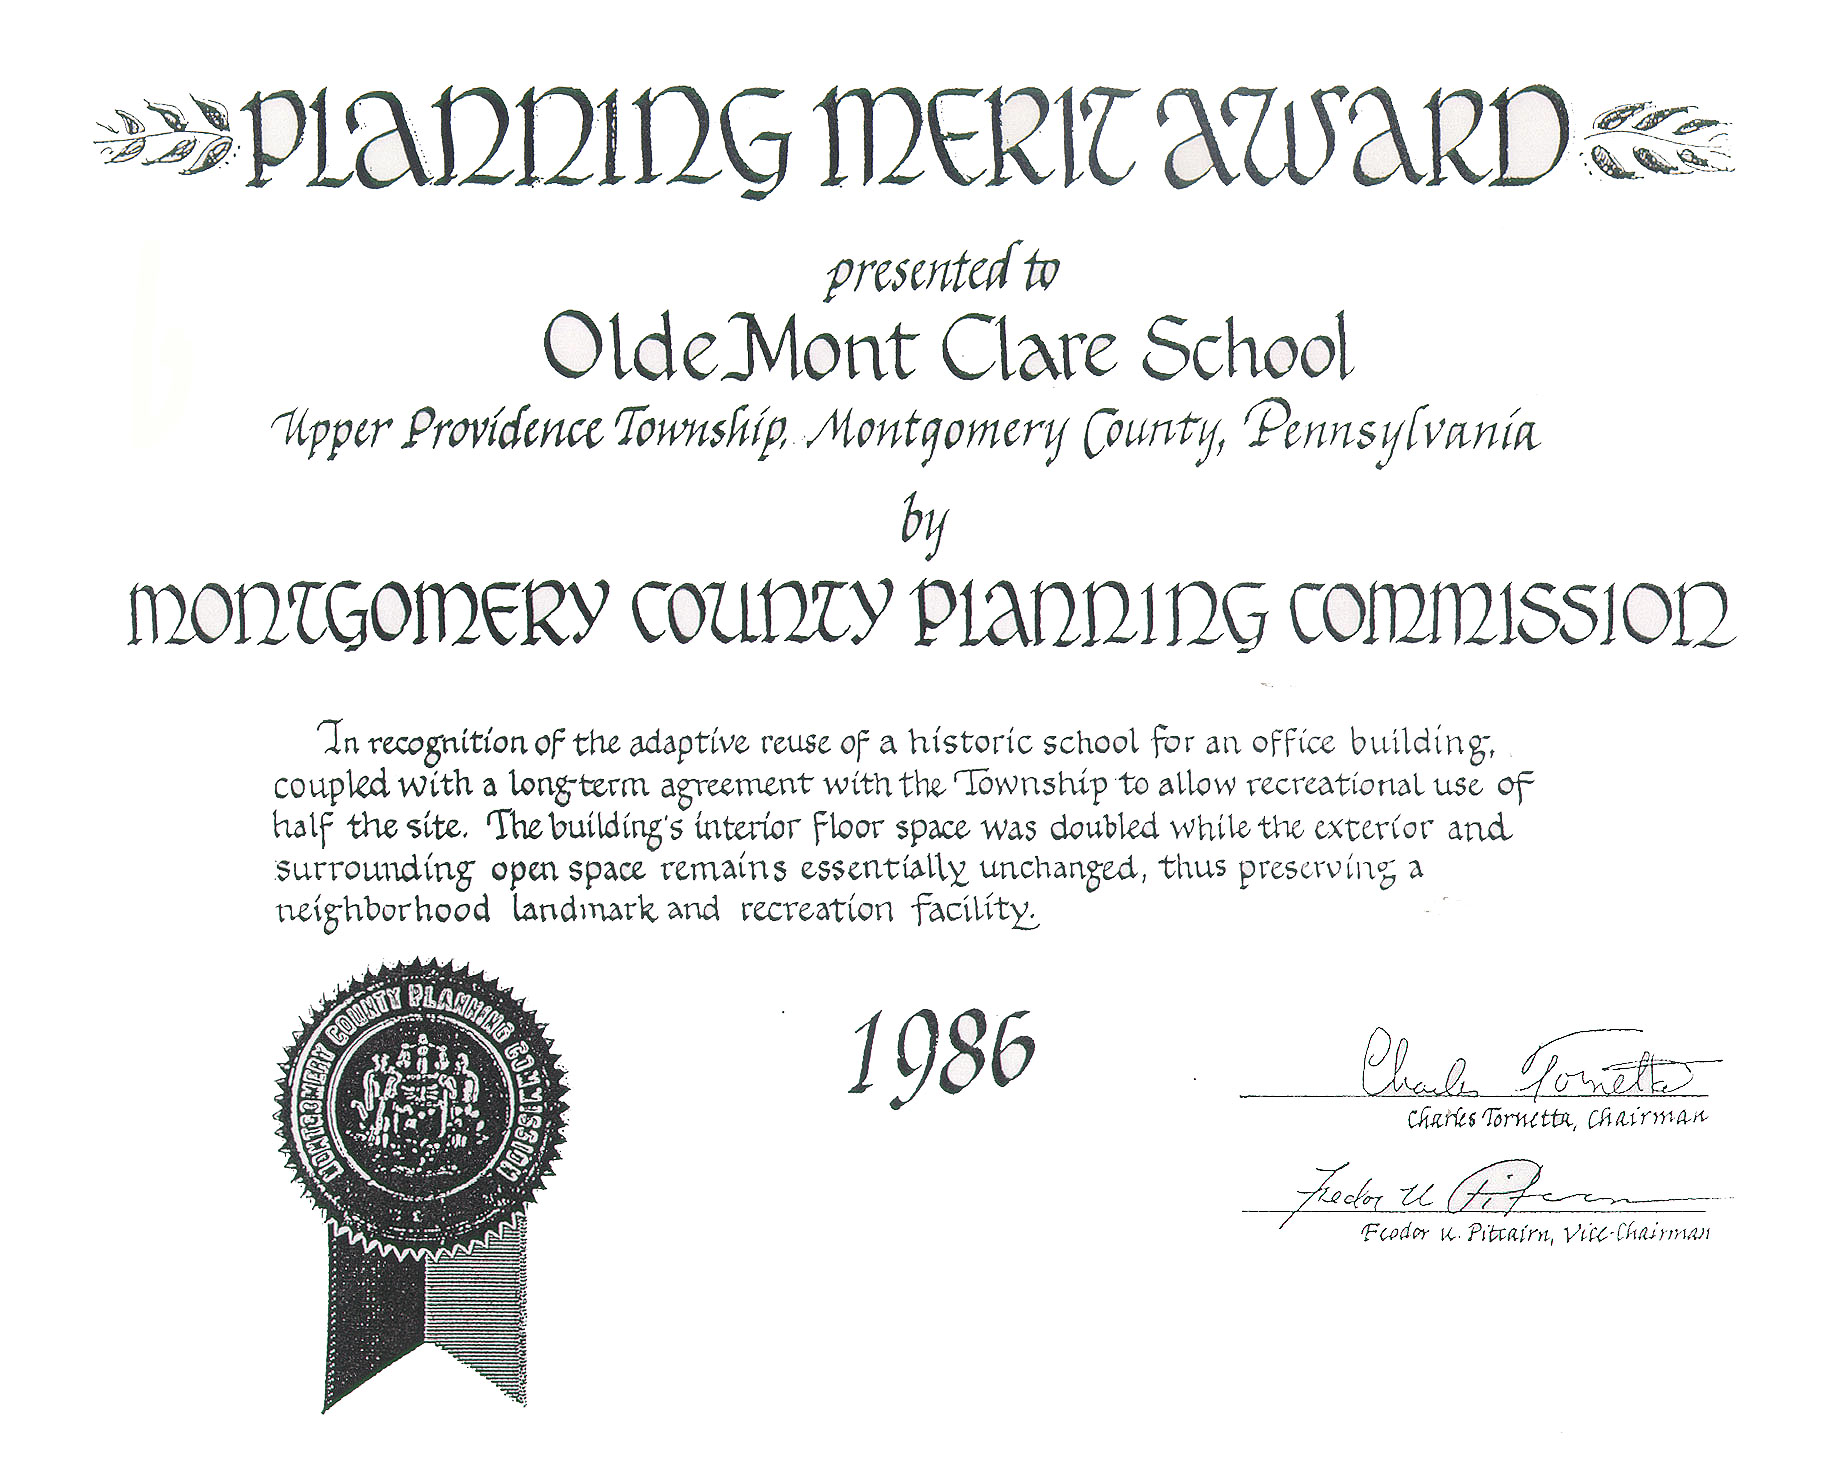 PLANNING MERIT AWARD
presented to
Olde Mont Clare School
Upper Providence Township, Montgomery County, Pennsylvania
by
MONTGOMERY COUNTY PLANNING COMMISSION
In recognition of the adaptive reuse of a historic school for an office building,
coupled with a long-term agreement with the Township to allow recreational use of
half the site. The building's interior floor space was doubled while the exterior and
surrounding open space remains essentially unchanged, thus preserving a
neighborhood landmark and recreation facility.
MONTGOMERY COUNTY PLANNING COMMISSION
1986
Charles Tornetta
Charles Tornetta, Chairman
Feodor U Pitcairn
Feodor U. Pitcairn, Vice-Chairman